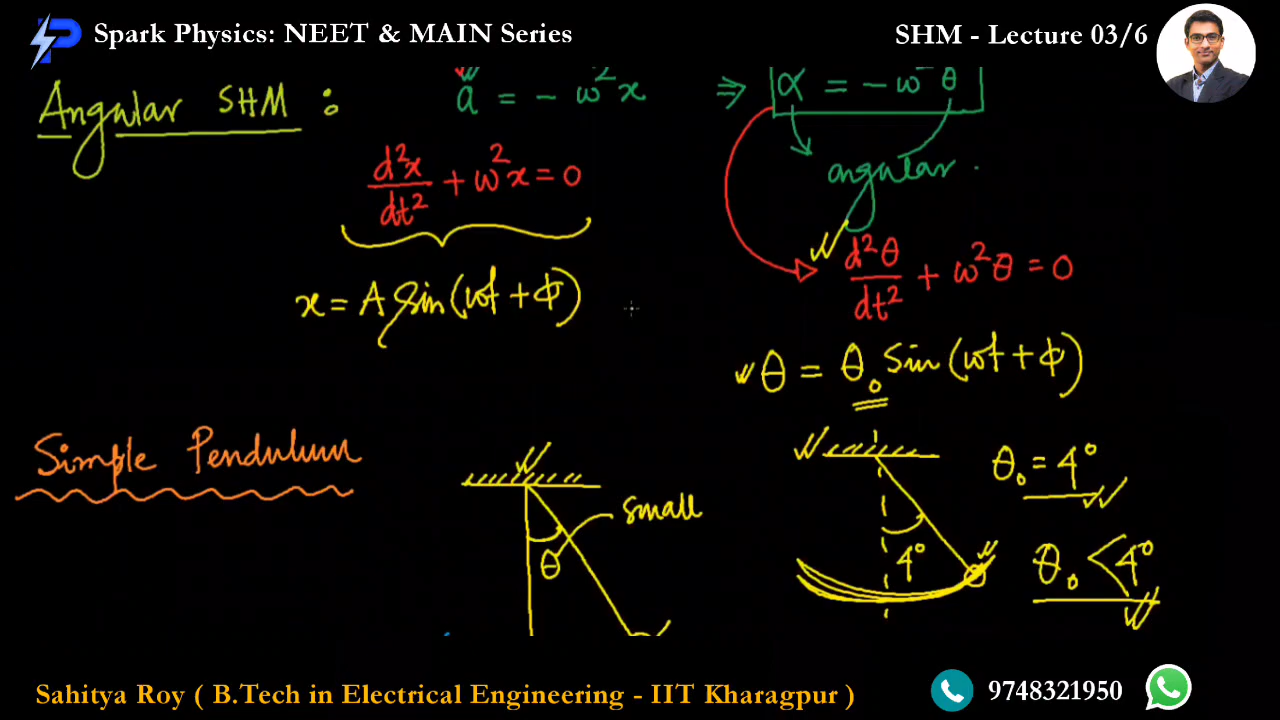 Spark Physics: NEET & MAIN Series
SHM - Lecture 03/6
Angular SHM :
a = - ω²x
⇒ α = - ω²θ
angular .
d²x/dt² + ω²x = 0
d²θ/dt² + ω²θ = 0
x = A Sin(ωt + φ)
θ = θ₀ Sin(ωt + φ)
Simple Pendulum
small
θ
4°
θ₀ = 4°
θ₀ < 4°
Sahitya Roy ( B.Tech in Electrical Engineering - IIT Kharagpur )
9748321950